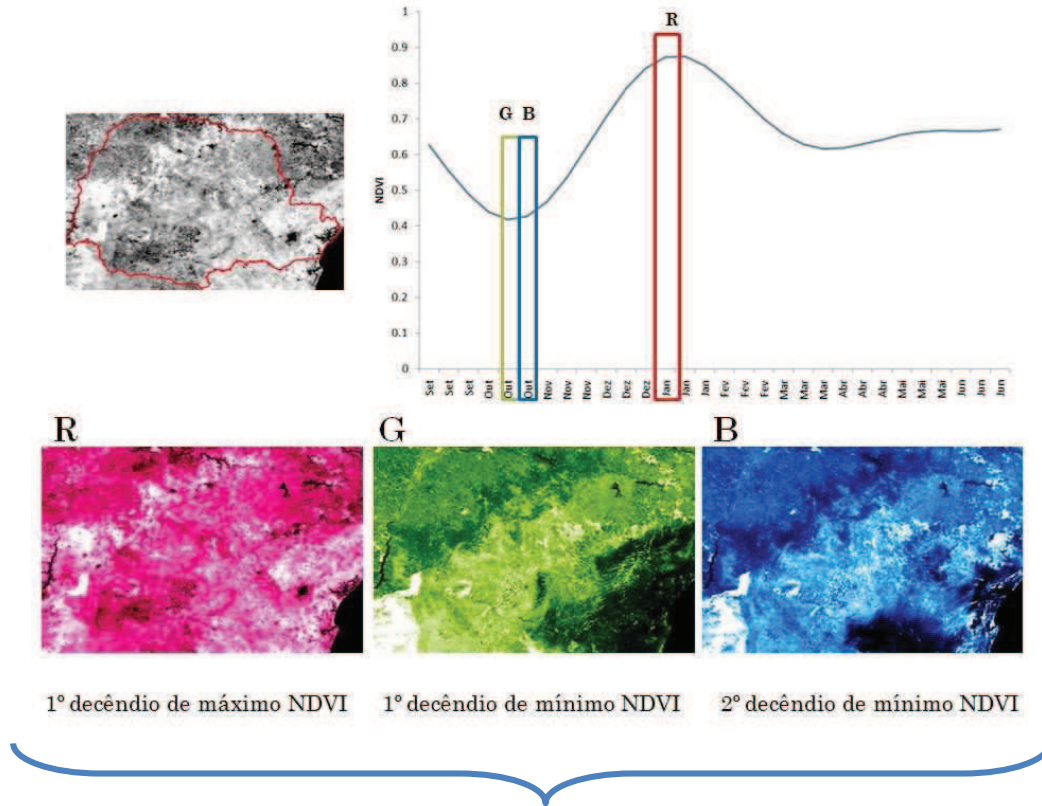 1
0.9
0.8
0.7
0.6
0.5
0.4
0.3
0.2
0.1
0
NDVI
G
B
R
Set
Set
Set
Out
Out
Out
Nov
Nov
Nov
Dez
Dez
Dez
Jan
Jan
Jan
Fev
Fev
Fev
Mar
Mar
Mar
Abr
Abr
Mai
Mai
Jun
Jun
Jun
R
G
B
1º decêndio de máximo NDVI
1º decêndio de mínimo NDVI
2º decêndio de mínimo NDVI